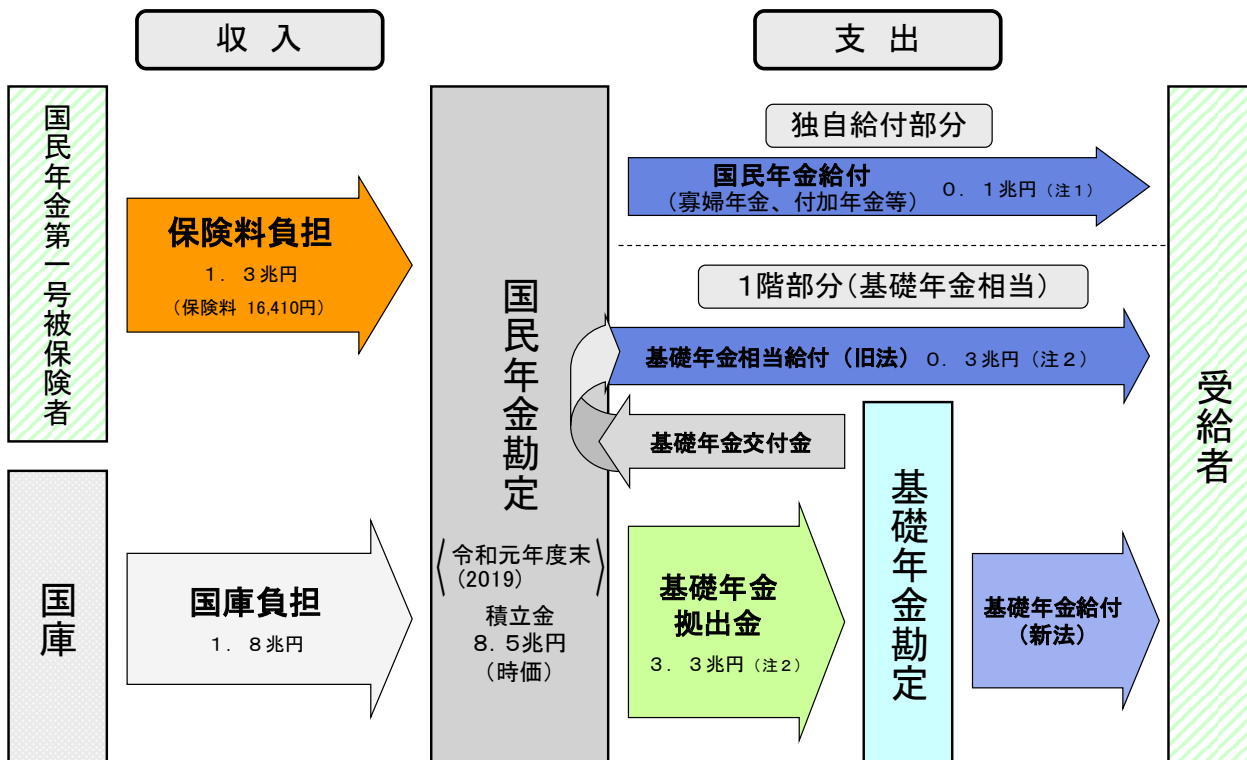 収 入
支 出
国民年金第一号被保険者
保険料負担
１．３兆円
（保険料 16,410円）
国庫
国庫負担
１．８兆円
国民年金勘定
令和元年度末
(2019)
積立金
８．５兆円
（時価）
独自給付部分
国民年金給付
（寡婦年金、付加年金等）
０．１兆円（注１）
１階部分（基礎年金相当）
基礎年金相当給付（旧法）０．３兆円（注２）
基礎年金交付金
基礎年金
拠出金
３．３兆円（注２）
基礎年金勘定
基礎年金給付
（新法）
受給者